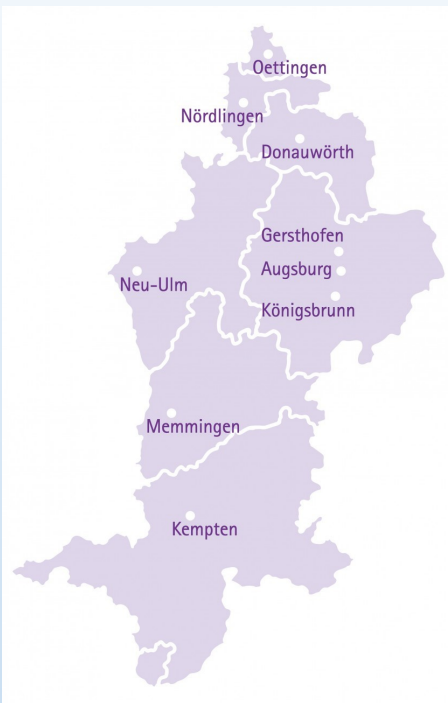 Oettingen
Nördlingen
Donauwörth
Gersthofen
Augsburg
Neu-Ulm
Königsbrunn
Memmingen
Kempten